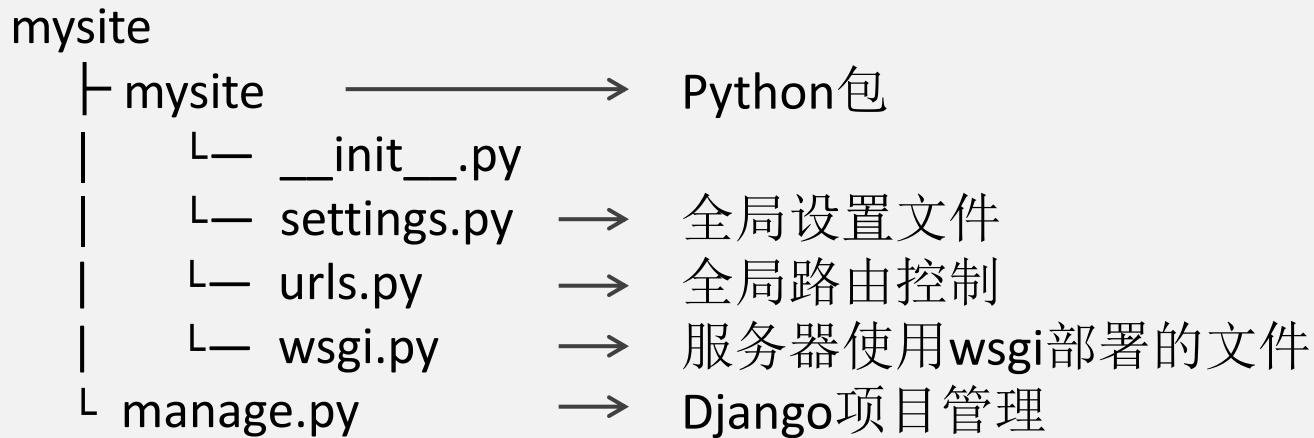 mysite
├ mysite ⟶ Python包
│ └─ __init__.py
│ └─ settings.py ⟶ 全局设置文件
│ └─ urls.py ⟶ 全局路由控制
│ └─ wsgi.py ⟶ 服务器使用wsgi部署的文件
└ manage.py ⟶ Django项目管理